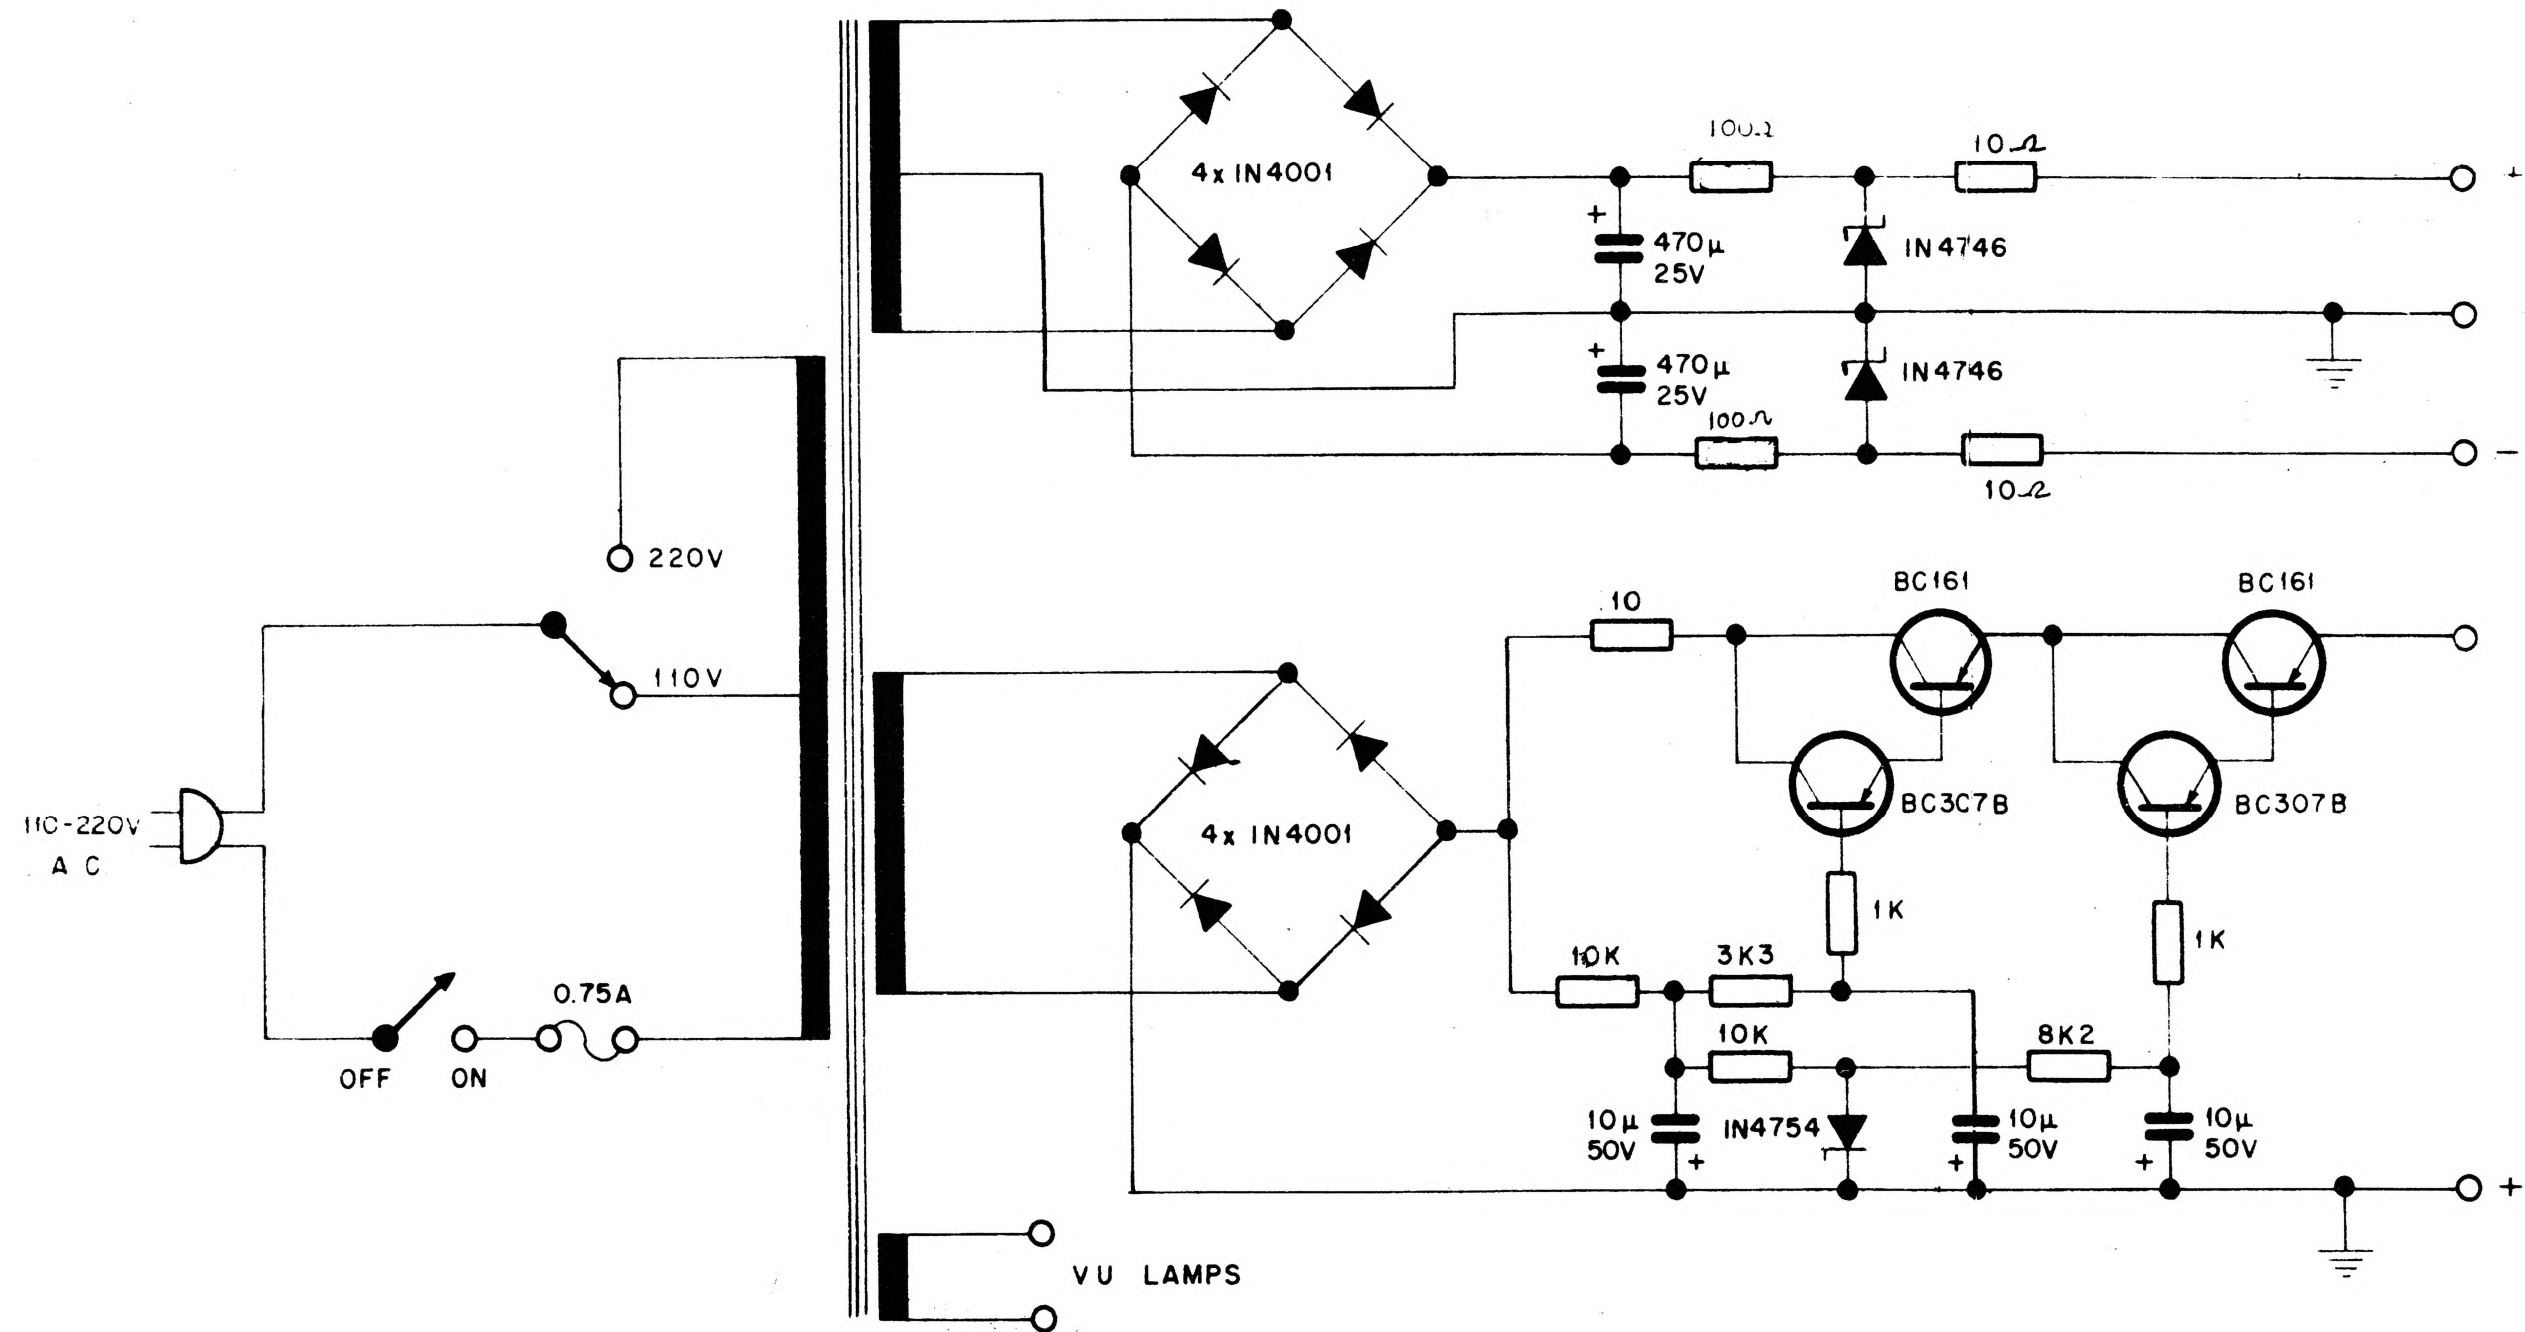 100Ω
10Ω
4x IN4001
+
+
470µ
25V
IN4746
+
470µ
25V
IN4746
100Ω
−
10Ω
220V
BC161
BC161
10
110V
110-220V
AC
4x IN4001
BC307B
BC307B
1K
1K
10K
3K3
0.75A
10K
8K2
OFF
ON
10µ
50V
+
IN4754
10µ
50V
+
10µ
50V
+
+
VU LAMPS